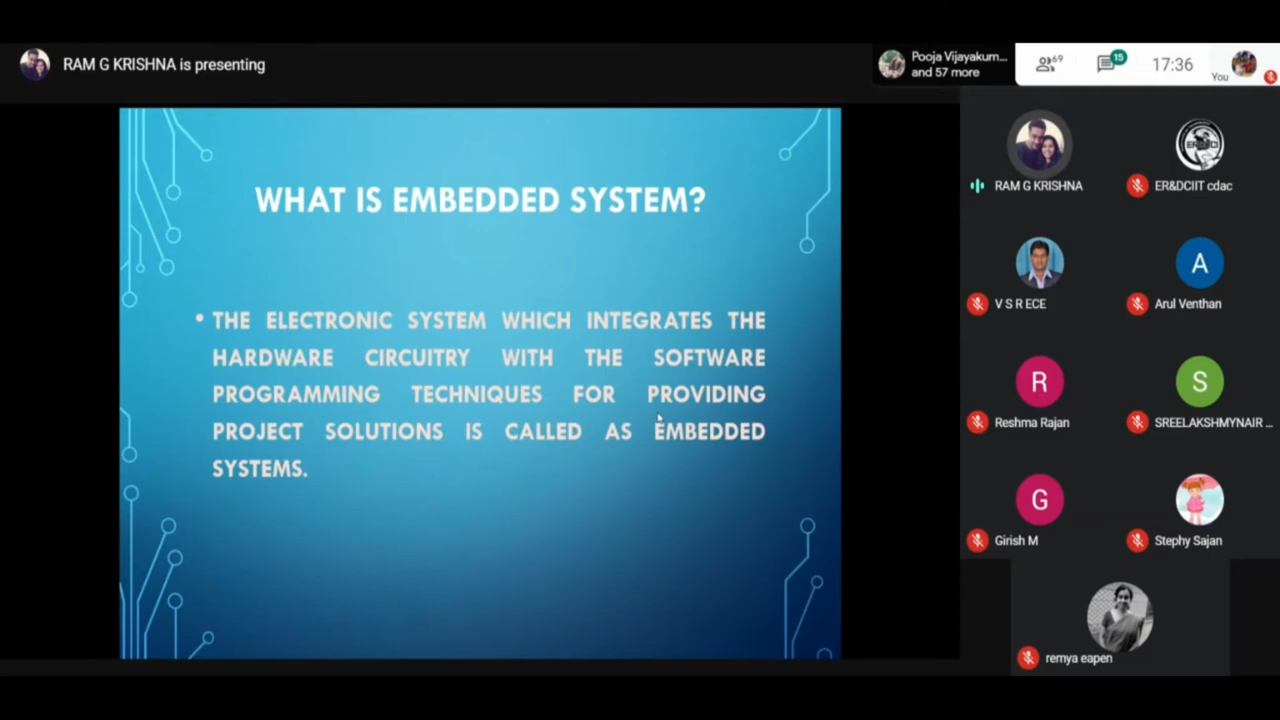 RAM G KRISHNA is presenting
Pooja Vijayakum...
and 57 more
69
15
17:36
You
WHAT IS EMBEDDED SYSTEM?
• THE ELECTRONIC SYSTEM WHICH INTEGRATES THE
HARDWARE CIRCUITRY WITH THE SOFTWARE
PROGRAMMING TECHNIQUES FOR PROVIDING
PROJECT SOLUTIONS IS CALLED AS EMBEDDED
SYSTEMS.
RAM G KRISHNA
ER&DCIIT cdac
V S R ECE
A
Arul Venthan
R
Reshma Rajan
S
SREELAKSHMYNAIR ...
G
Girish M
Stephy Sajan
remya eapen